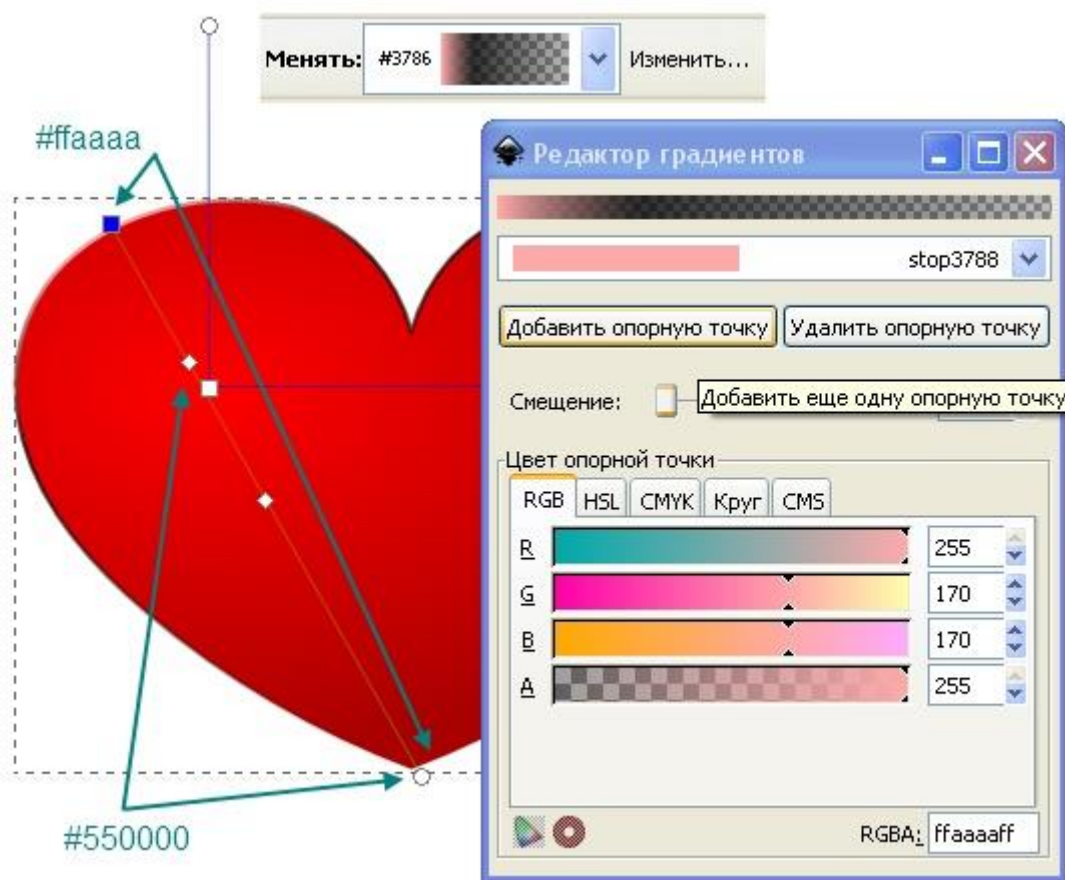 Менять: #3786 Изменить...
#ffaaaa
Редактор градиентов
stop3788
Добавить опорную точку Удалить опорную точку
Смещение: Добавить еще одну опорную точку
Цвет опорной точки
RGB HSL CMYK Круг CMS
R 255
G 170
B 170
A 255
#550000
RGBA: ffaaaaff